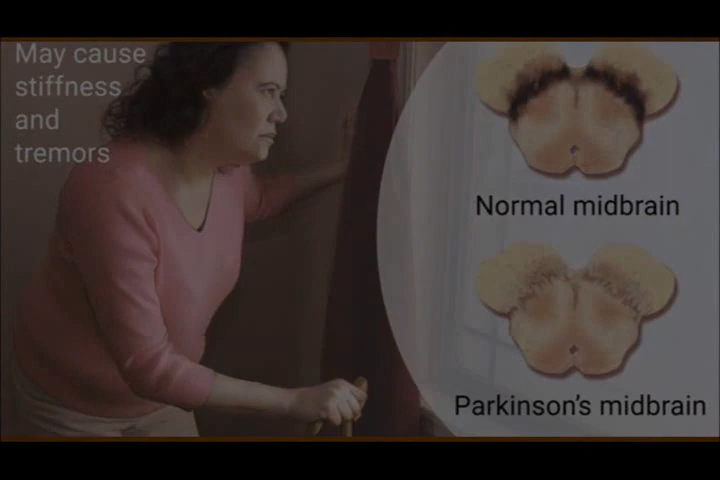 May cause
stiffness
and
tremors
Normal midbrain
Parkinson's midbrain